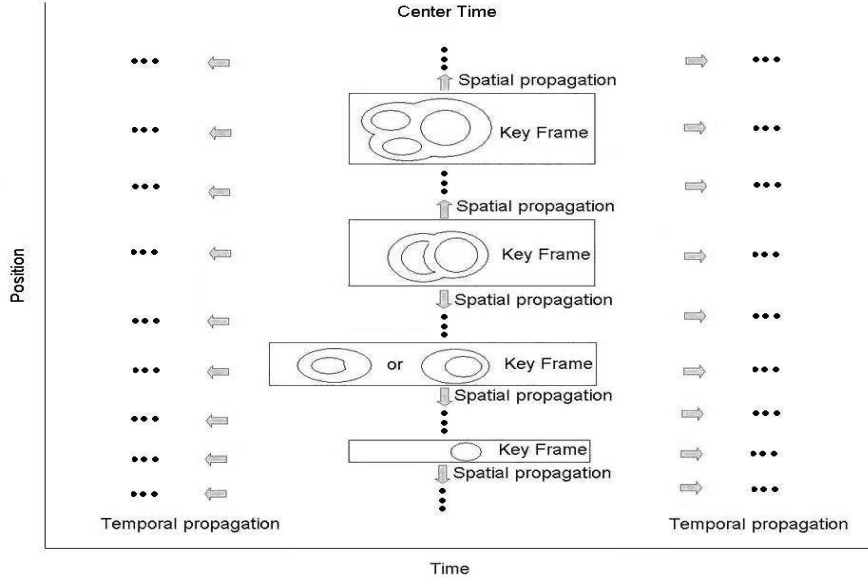 Center Time
Spatial propagation
Key Frame
Spatial propagation
Key Frame
Spatial propagation
or Key Frame
Spatial propagation
Key Frame
Spatial propagation
Temporal propagation
Temporal propagation
Position
Time